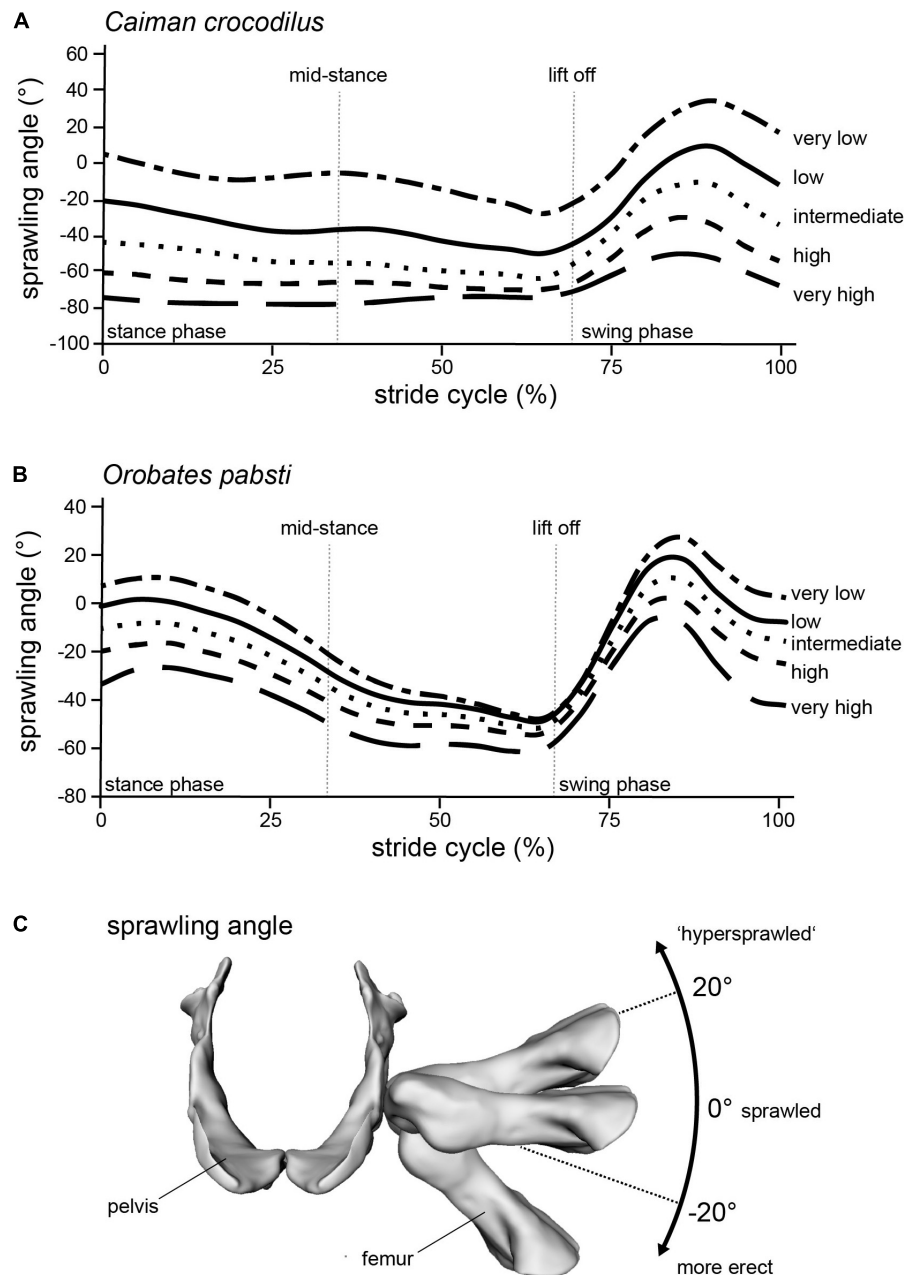 A
Caiman crocodilus
sprawling angle (°)
60
40
20
0
-20
-40
-60
-80
-100
mid-stance
lift off
very low
low
intermediate
high
very high
stance phase
swing phase
0
25
50
75
100
stride cycle (%)
B
Orobates pabsti
sprawling angle (°)
40
20
0
-20
-40
-60
-80
mid-stance
lift off
very low
low
intermediate
high
very high
stance phase
swing phase
0
25
50
75
100
stride cycle (%)
C
sprawling angle
‘hypersprawled‘
20°
0° sprawled
-20°
more erect
pelvis
femur